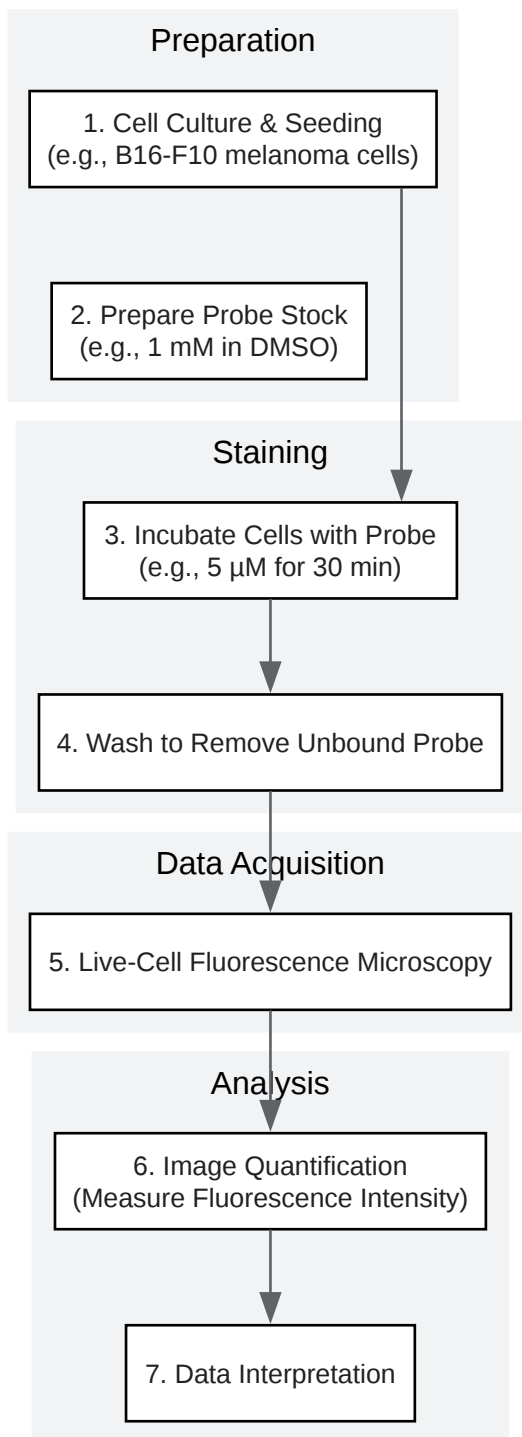 Preparation
1. Cell Culture & Seeding
(e.g., B16-F10 melanoma cells)
2. Prepare Probe Stock
(e.g., 1 mM in DMSO)
Staining
3. Incubate Cells with Probe
(e.g., 5 µM for 30 min)
4. Wash to Remove Unbound Probe
Data Acquisition
5. Live-Cell Fluorescence Microscopy
Analysis
6. Image Quantification
(Measure Fluorescence Intensity)
7. Data Interpretation